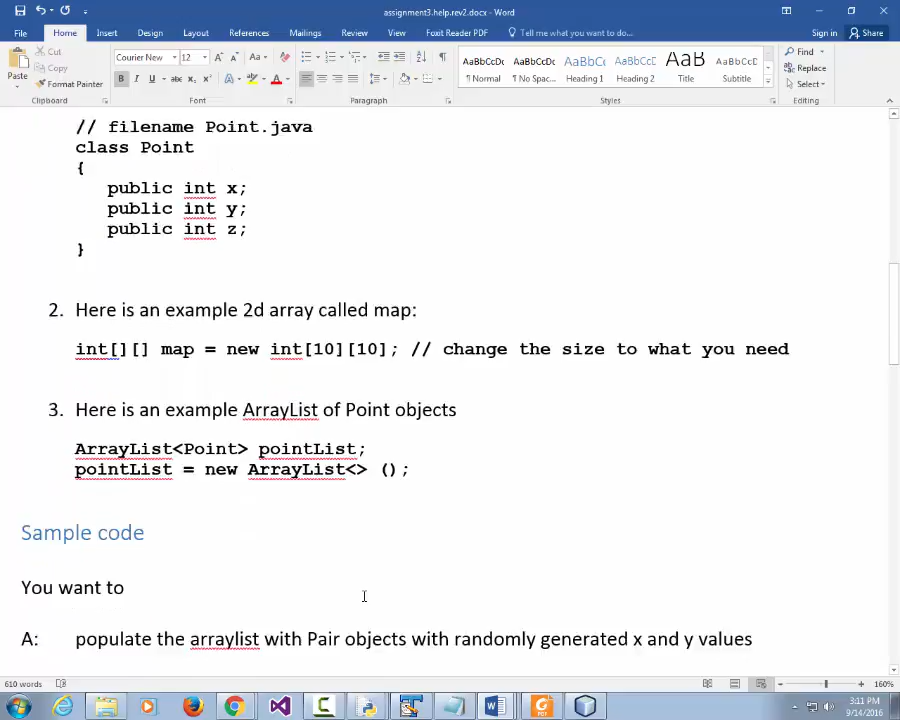 assignment3.help.rev2.docx - Word
File Home Insert Design Layout References Mailings Review View Foxit Reader PDF Tell me what you want to do... Sign in Share
Paste
Cut
Copy
Format Painter
Courier New 12
AaBbCcDc AaBbCcDc AaBbCc AaBbCcC AaB AaBbCcC
¶ Normal ¶ No Spac... Heading 1 Heading 2 Title Subtitle
Find
Replace
Select
Clipboard Font Paragraph Styles Editing
// filename Point.java
class Point
{
public int x;
public int y;
public int z;
}
2. Here is an example 2d array called map:
int[][] map = new int[10][10]; // change the size to what you need
3. Here is an example ArrayList of Point objects
ArrayList<Point> pointList;
pointList = new ArrayList<> ();
Sample code
You want to
A: populate the arraylist with Pair objects with randomly generated x and y values
610 words
160%
3:11 PM
9/14/2016